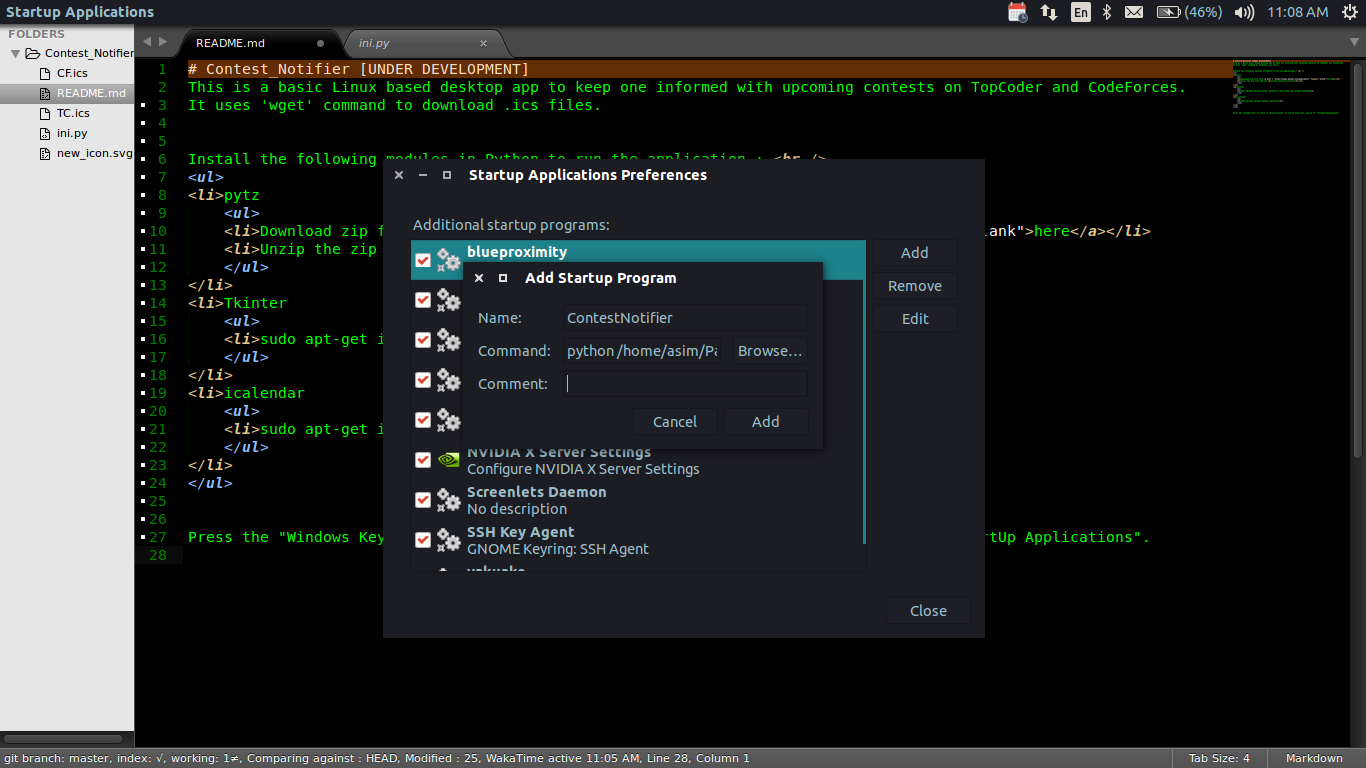 Startup Applications
En
(46%)
11:08 AM
FOLDERS
Contest_Notifier
CF.ics
README.md
TC.ics
ini.py
new_icon.svg
README.md
ini.py
1 # Contest_Notifier [UNDER DEVELOPMENT]
2 This is a basic Linux based desktop app to keep one informed with upcoming contests on TopCoder and CodeForces.
3 It uses 'wget' command to download .ics files.
4
5
6 Install the following modules in Python to run the application : <br />
7 <ul>
8 <li>pytz
9 <ul>
10 <li>Download zip lank">here</a></li>
11 <li>Unzip the zip
12 </ul>
13 </li>
14 <li>Tkinter
15 <ul>
16 <li>sudo apt-get i
17 </ul>
18 </li>
19 <li>icalendar
20 <ul>
21 <li>sudo apt-get i
22 </ul>
23 </li>
24 </ul>
25
26
27 Press the "Windows Key rtUp Applications".
28
Startup Applications Preferences
Additional startup programs:
blueproximity
NVIDIA X Server Settings
Configure NVIDIA X Server Settings
Screenlets Daemon
No description
SSH Key Agent
GNOME Keyring: SSH Agent
Add
Remove
Edit
Close
Add Startup Program
Name: ContestNotifier
Command: python /home/asim/Pa Browse...
Comment:
Cancel Add
git branch: master, index: √, working: 1≠, Comparing against : HEAD, Modified : 25, WakaTime active 11:05 AM, Line 28, Column 1
Tab Size: 4
Markdown